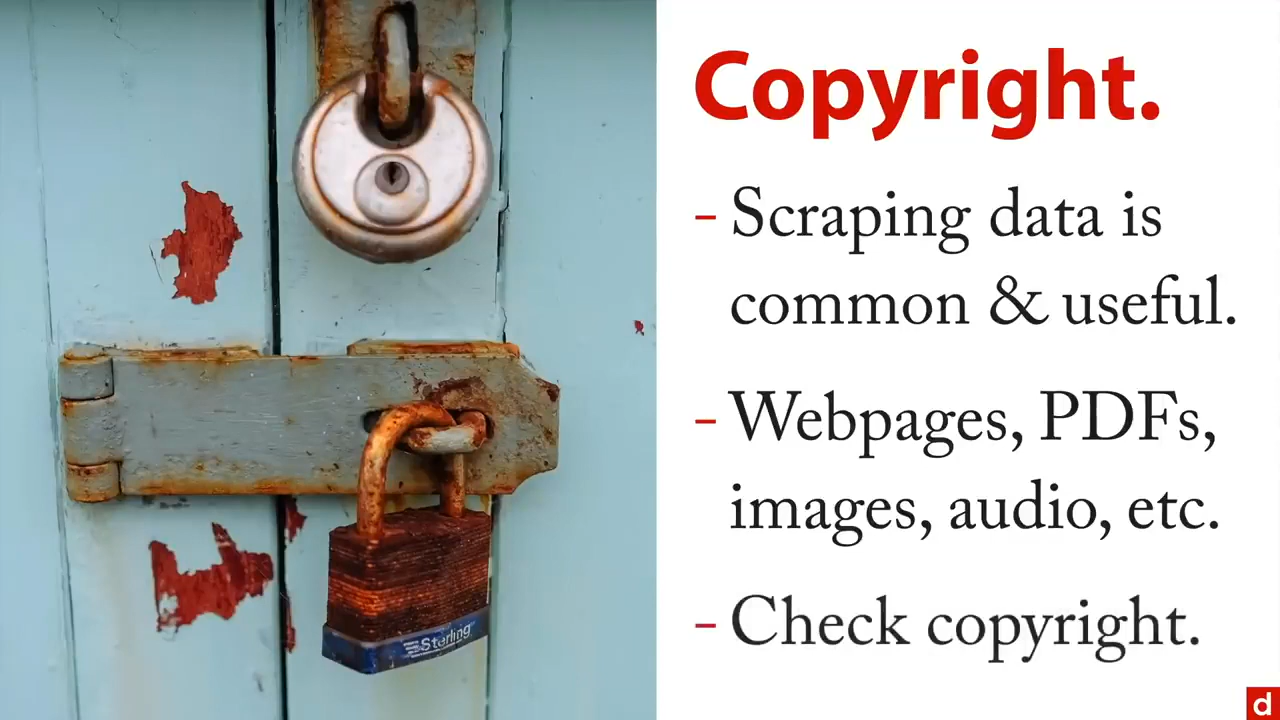 Copyright.
- Scraping data is
common & useful.
- Webpages, PDFs,
images, audio, etc.
- Check copyright.
Sterling
d